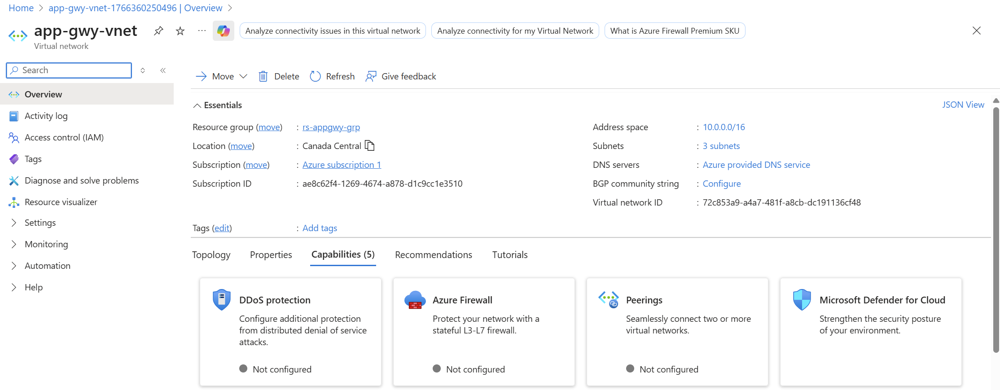 Home > app-gwy-vnet-1766360250496 | Overview >
app-gwy-vnet
Virtual network
Analyze connectivity issues in this virtual network
Analyze connectivity for my Virtual Network
What is Azure Firewall Premium SKU
Search
Overview
Activity log
Access control (IAM)
Tags
Diagnose and solve problems
Resource visualizer
Settings
Monitoring
Automation
Help
Move
Delete
Refresh
Give feedback
Essentials
JSON View
Resource group (move) : rs-appgwy-grp
Location (move) : Canada Central
Subscription (move) : Azure subscription 1
Subscription ID : ae8c62f4-1269-4674-a878-d1c9cc1e3510
Address space : 10.0.0.0/16
Subnets : 3 subnets
DNS servers : Azure provided DNS service
BGP community string : Configure
Virtual network ID : 72c853a9-a4a7-481f-a8cb-dc191136cf48
Tags (edit) : Add tags
Topology
Properties
Capabilities (5)
Recommendations
Tutorials
DDoS protection
Configure additional protection
from distributed denial of service
attacks.
Not configured
Azure Firewall
Protect your network with a
stateful L3-L7 firewall.
Not configured
Peerings
Seamlessly connect two or more
virtual networks.
Not configured
Microsoft Defender for Cloud
Strengthen the security posture
of your environment.